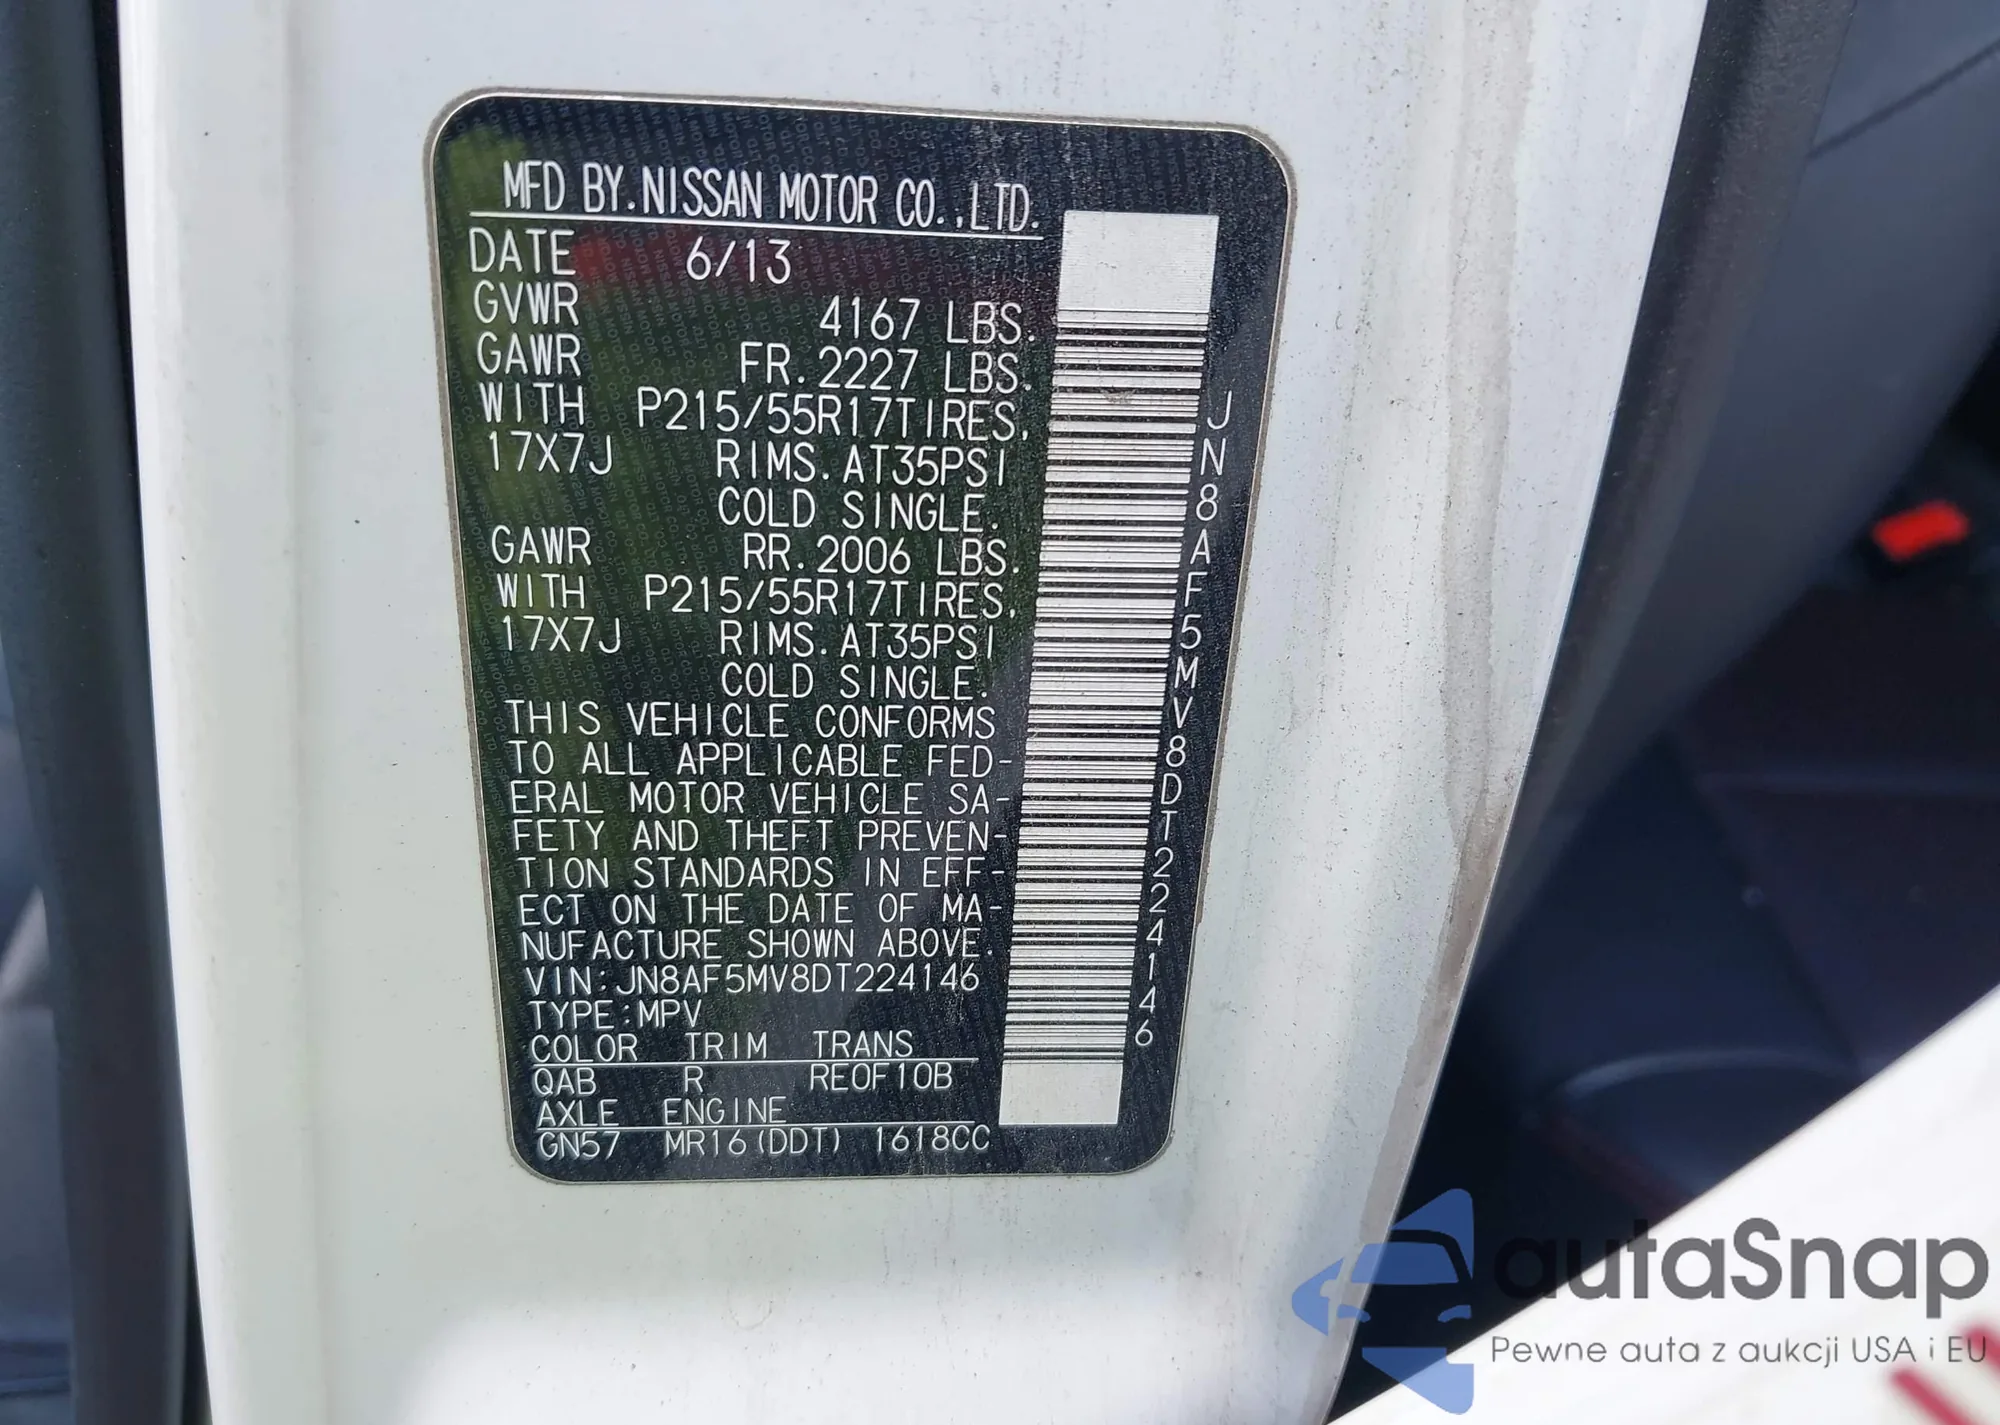 MFD BY.NISSAN MOTOR CO.,LTD.
DATE 6/13
GVWR 4167 LBS.
GAWR FR. 2227 LBS.
WITH P215/55R17TIRES,
17X7J RIMS. AT35PSI
COLD SINGLE.
GAWR RR. 2006 LBS.
WITH P215/55R17TIRES,
17X7J RIMS. AT35PSI
COLD SINGLE.
THIS VEHICLE CONFORMS
TO ALL APPLICABLE FED-
ERAL MOTOR VEHICLE SA-
FETY AND THEFT PREVEN-
TION STANDARDS IN EFF-
ECT ON THE DATE OF MA-
NUFACTURE SHOWN ABOVE.
VIN:JN8AF5MV8DT224146
TYPE:MPV
COLOR TRIM TRANS
QAB R RE0F10B
AXLE ENGINE
GN57 MR16(DDT) 1618CC
JN8AF5MV8DT224146
autaSnap
Pewne auta z aukcji USA i EU